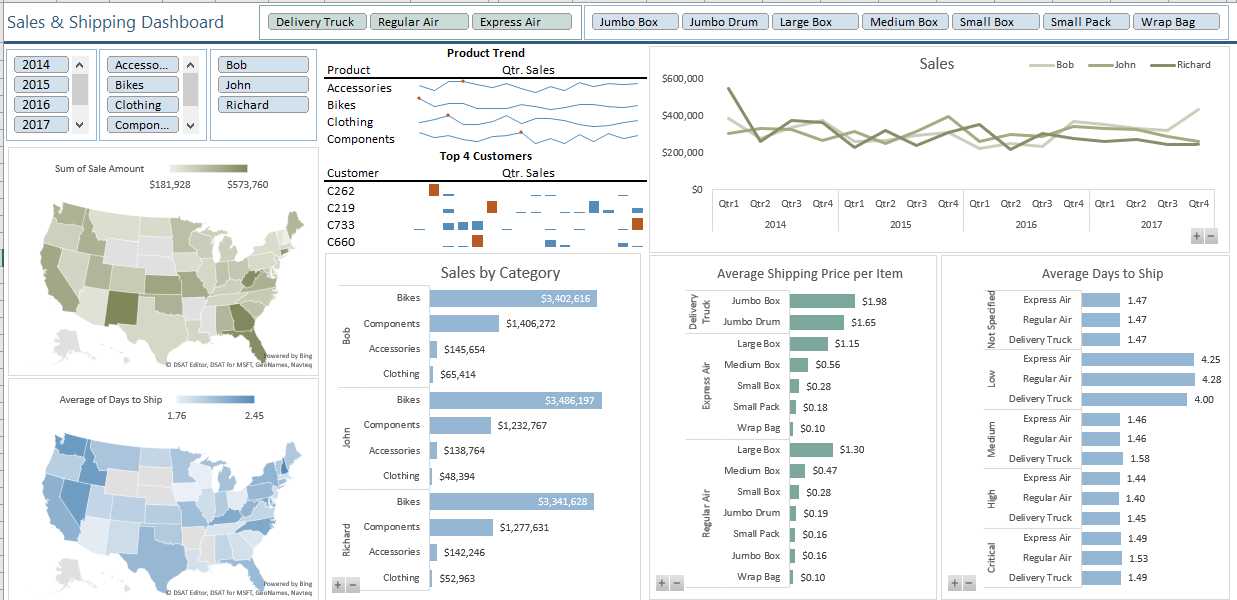 Sales & Shipping Dashboard
Delivery Truck Regular Air Express Air
Jumbo Box Jumbo Drum Large Box Medium Box Small Box Small Pack Wrap Bag
2014
2015
2016
2017
Accesso...
Bikes
Clothing
Compon...
Bob
John
Richard
Sum of Sale Amount
$181,928 $573,760
Powered by Bing
© DSAT Editor, DSAT for MSFT, GeoNames, Navteq
Average of Days to Ship
1.76 2.45
Powered by Bing
© DSAT Editor, DSAT for MSFT, GeoNames, Navteq
Product Trend
Product Qtr. Sales
Accessories
Bikes
Clothing
Components
Top 4 Customers
Customer Qtr. Sales
C262
C219
C733
C660
Sales by Category
Bob
Bikes $3,402,616
Components $1,406,272
Accessories $145,654
Clothing $65,414
John
Bikes $3,486,197
Components $1,232,767
Accessories $138,764
Clothing $48,394
Richard
Bikes $3,341,628
Components $1,277,631
Accessories $142,246
Clothing $52,963
Sales
Bob John Richard
$600,000
$400,000
$200,000
$0
Qtr1 Qtr2 Qtr3 Qtr4 Qtr1 Qtr2 Qtr3 Qtr4 Qtr1 Qtr2 Qtr3 Qtr4 Qtr1 Qtr2 Qtr3 Qtr4
2014 2015 2016 2017
Average Shipping Price per Item
Delivery
Truck
Jumbo Box $1.98
Jumbo Drum $1.65
Express Air
Large Box $1.15
Medium Box $0.56
Small Box $0.28
Small Pack $0.18
Wrap Bag $0.10
Regular Air
Large Box $1.30
Medium Box $0.47
Small Box $0.28
Jumbo Drum $0.19
Small Pack $0.16
Jumbo Box $0.16
Wrap Bag $0.10
Average Days to Ship
Not Specified
Express Air 1.47
Regular Air 1.47
Delivery Truck 1.47
Low
Express Air 4.25
Regular Air 4.28
Delivery Truck 4.00
Medium
Express Air 1.46
Regular Air 1.46
Delivery Truck 1.58
High
Express Air 1.44
Regular Air 1.40
Delivery Truck 1.45
Critical
Express Air 1.49
Regular Air 1.53
Delivery Truck 1.49